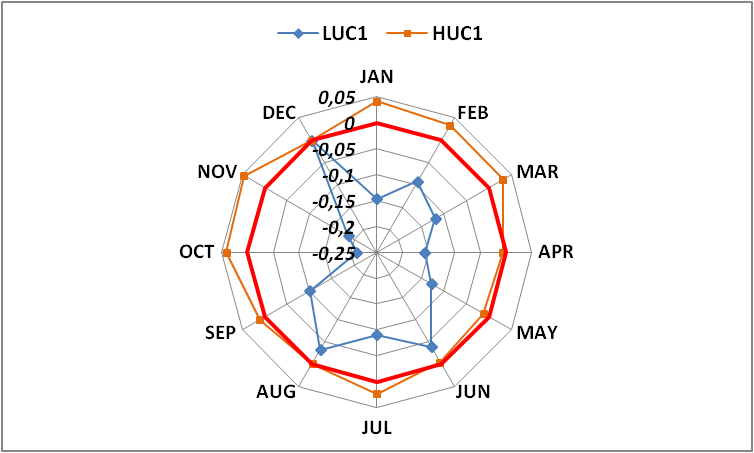 LUC1 HUC1
JAN
FEB
MAR
APR
MAY
JUN
JUL
AUG
SEP
OCT
NOV
DEC
0,05
0
-0,05
-0,1
-0,15
-0,2
-0,25